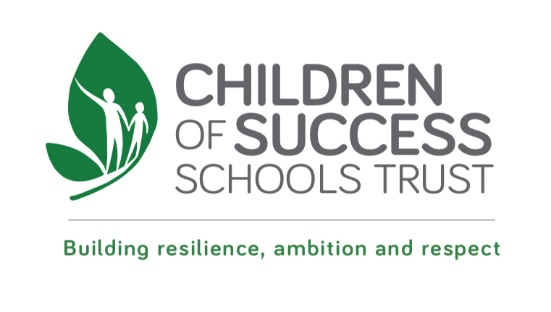 CHILDREN
OF SUCCESS
SCHOOLS TRUST
Building resilience, ambition and respect